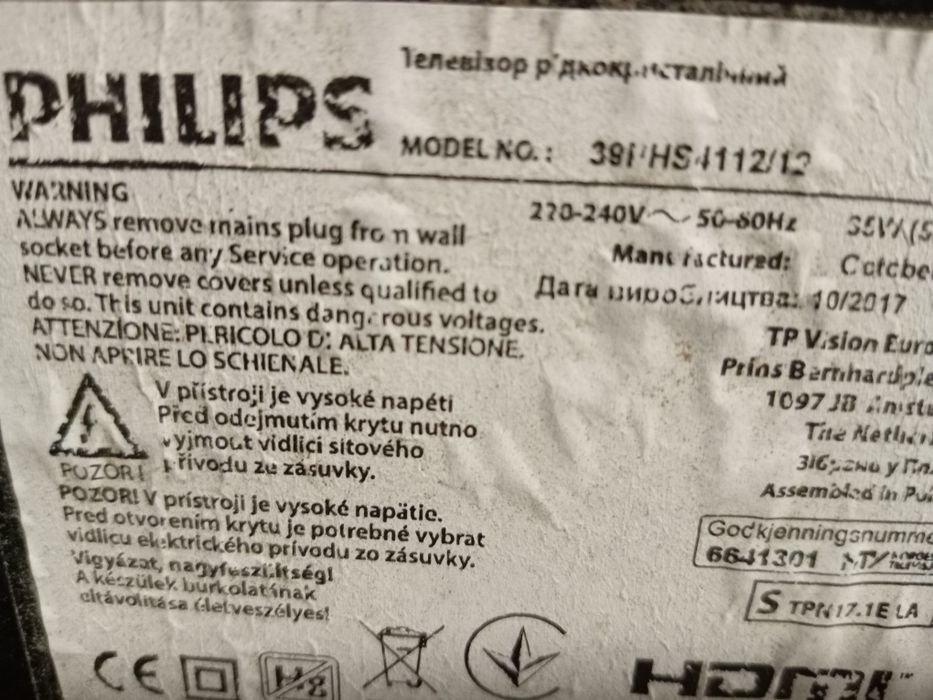 PHILIPS
Телевізор рідкокристалічний
MODEL NO.: 39PHS4112/12
WARNING
ALWAYS remove mains plug from wall
socket before any Service operation.
NEVER remove covers unless qualified to
do so. This unit contains dangerous voltages.
ATTENZIONE: PERICOLO DI ALTA TENSIONE.
NON APRIRE LO SCHIENALE.
V přístroji je vysoké napětí
Před odejmutím krytu nutno
vyjmout vidlici síťového
přívodu ze zásuvky.
POZOR!
POZOR! V prístroji je vysoké napätie.
Pred otvorením krytu je potrebné vybrat
vidlicu elektrického prívodu zo zásuvky.
Vigyázat, nagyfeszültség!
A készülék burkolatának
eltávolitása életveszélyes!
220-240V ~ 50-60Hz
Manufactured:
Дата виробництва: 10/2017
TP Vision
Prins
1097 JB
The
Assembled in
6641301
S TPN17.1E LA
CE
HDMI